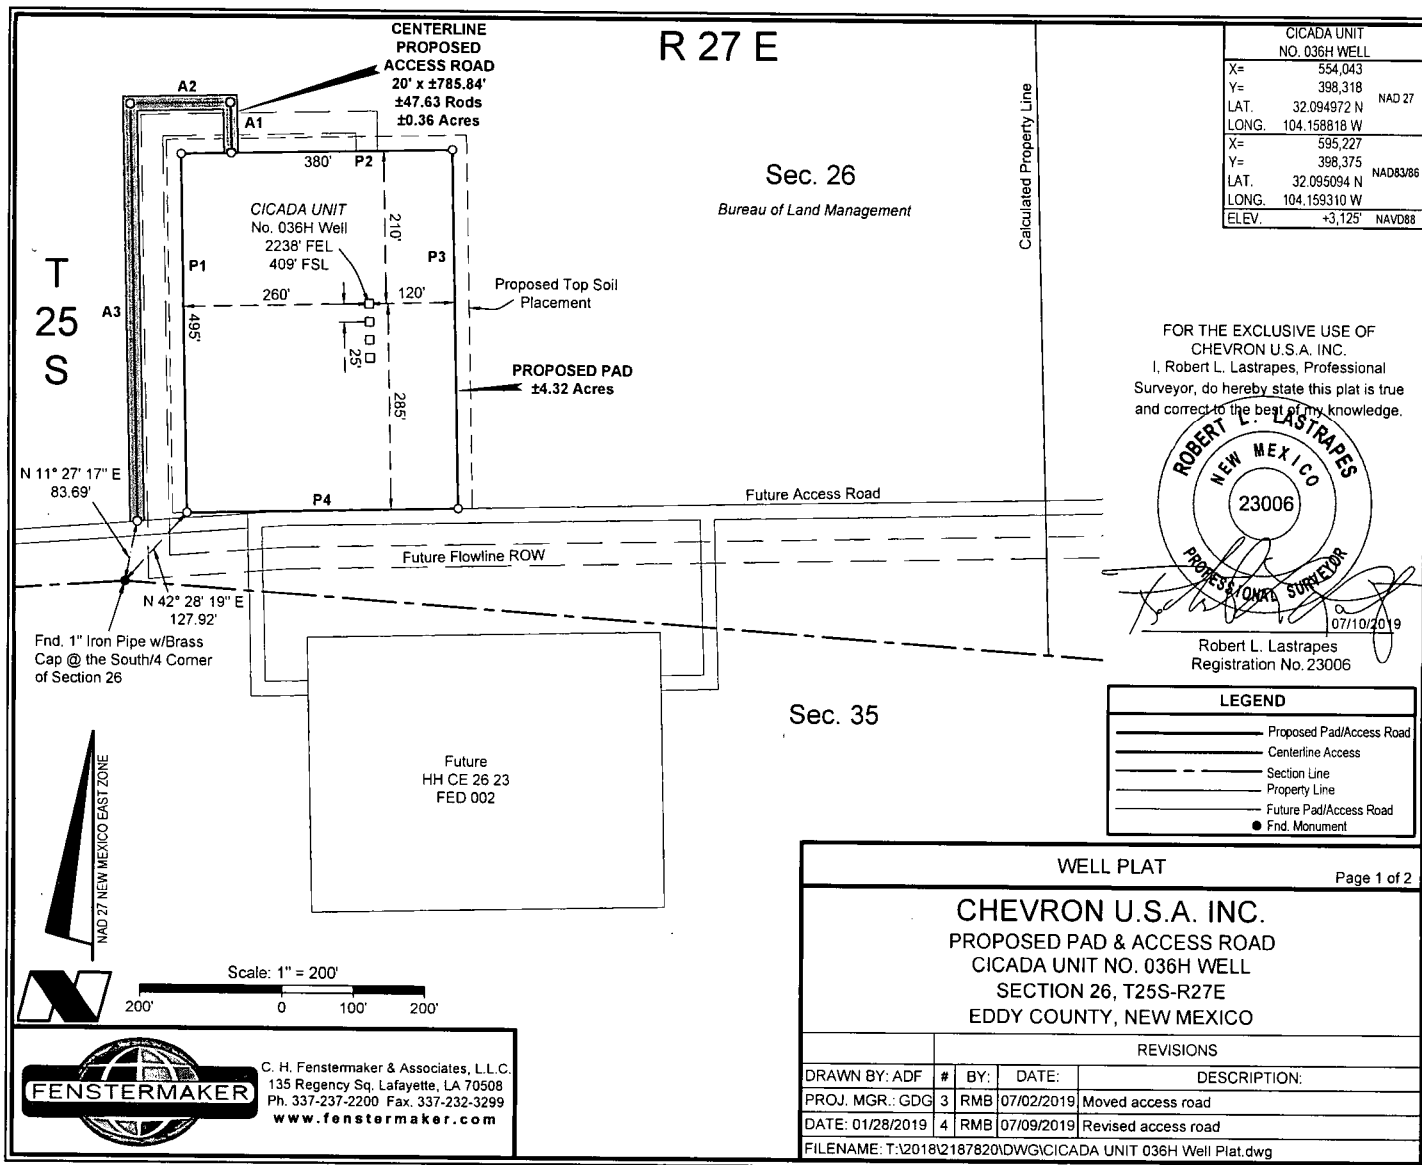 CENTERLINE
PROPOSED
ACCESS ROAD
20' x ±785.84'
±47.63 Rods
±0.36 Acres
R 27 E
A2
A1
380'
P2
CICADA UNIT
No. 036H Well
2238' FEL
409' FSL
210'
P1
P3
T
25
S
A3
260'
120'
495'
25'
285'
Proposed Top Soil
Placement
PROPOSED PAD
±4.32 Acres
Sec. 26
Bureau of Land Management
Calculated Property Line
CICADA UNIT
NO. 036H WELL
X= 554,043
Y= 398,318
LAT. 32.094972 N
LONG. 104.158818 W
NAD 27
X= 595,227
Y= 398,375
LAT. 32.095094 N
LONG. 104.159310 W
NAD83/86
ELEV. +3,125' NAVD88
FOR THE EXCLUSIVE USE OF
CHEVRON U.S.A. INC.
I, Robert L. Lastrapes, Professional
Surveyor, do hereby state this plat is true
and correct to the best of my knowledge.
ROBERT L. LASTRAPES
NEW MEXICO
23006
PROFESSIONAL SURVEYOR
07/10/2019
Robert L. Lastrapes
Registration No. 23006
N 11° 27' 17" E
83.69'
P4
Future Access Road
Future Flowline ROW
N 42° 28' 19" E
127.92'
Fnd. 1" Iron Pipe w/Brass
Cap @ the South/4 Corner
of Section 26
Sec. 35
Future
HH CE 26 23
FED 002
LEGEND
Proposed Pad/Access Road
Centerline Access
Section Line
Property Line
Future Pad/Access Road
Fnd. Monument
NAD 27 NEW MEXICO EAST ZONE
Scale: 1" = 200'
200' 0 100' 200'
FENSTERMAKER
C. H. Fenstermaker & Associates, L.L.C.
135 Regency Sq. Lafayette, LA 70508
Ph. 337-237-2200 Fax. 337-232-3299
www.fenstermaker.com
WELL PLAT
Page 1 of 2
CHEVRON U.S.A. INC.
PROPOSED PAD & ACCESS ROAD
CICADA UNIT NO. 036H WELL
SECTION 26, T25S-R27E
EDDY COUNTY, NEW MEXICO
REVISIONS
DRAWN BY: ADF # BY: DATE: DESCRIPTION:
PROJ. MGR.: GDG 3 RMB 07/02/2019 Moved access road
DATE: 01/28/2019 4 RMB 07/09/2019 Revised access road
FILENAME: T:\2018\2187820\DWG\CICADA UNIT 036H Well Plat.dwg